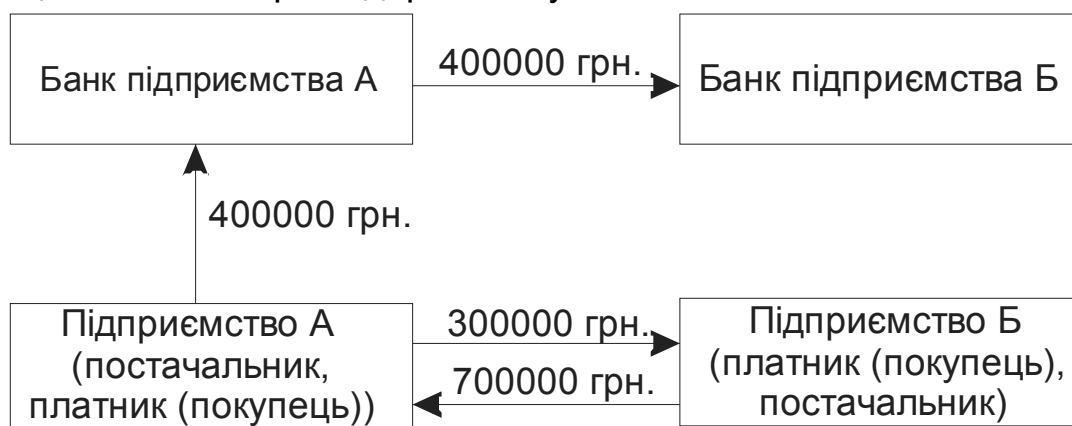 Банк підприємства А
400000 грн.
Банк підприємства Б
400000 грн.
Підприємство А
(постачальник,
платник (покупець))
300000 грн.
700000 грн.
Підприємство Б
(платник (покупець),
постачальник)